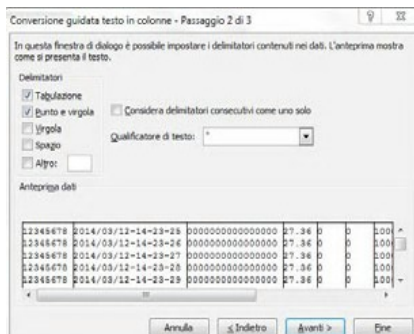 Conversione guidata testo in colonne - Passaggio 2 di 3
In questa finestra di dialogo è possibile impostare i delimitatori contenuti nei dati. L'anteprima mostra
come si presenta il testo.
Delimitatori
Tabulazione
Punto e virgola
Virgola
Spazio
Altro:
Considera delimitatori consecutivi come uno solo
Qualificatore di testo: "
Anteprima dati
12345678 2014/03/12-14-23-25 0000000000000000 27.36 0 0 100
12345678 2014/03/12-14-23-26 0000000000000000 27.36 0 0 100
12345678 2014/03/12-14-23-27 0000000000000000 27.36 0 0 100
12345678 2014/03/12-14-23-28 0000000000000000 27.36 0 0 100
12345678 2014/03/12-14-23-29 0000000000000000 27.36 0 0 100
Annulla < Indietro Avanti > Fine